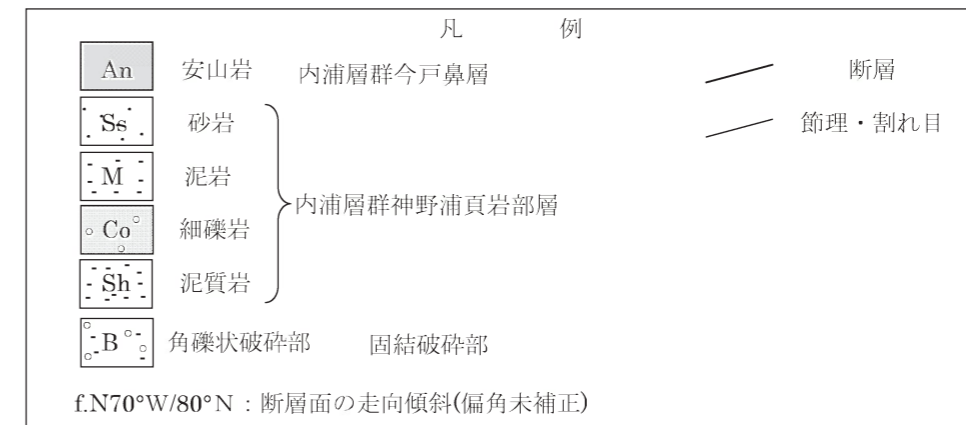 凡　例
An 安山岩 内浦層群今戸鼻層 断層
Ss 砂岩 節理・割れ目
M 泥岩
内浦層群神野浦頁岩部層
Co 細礫岩
Sh 泥質岩
B 角礫状破砕部 固結破砕部
f.N70°W/80°N：断層面の走向傾斜(偏角未補正)